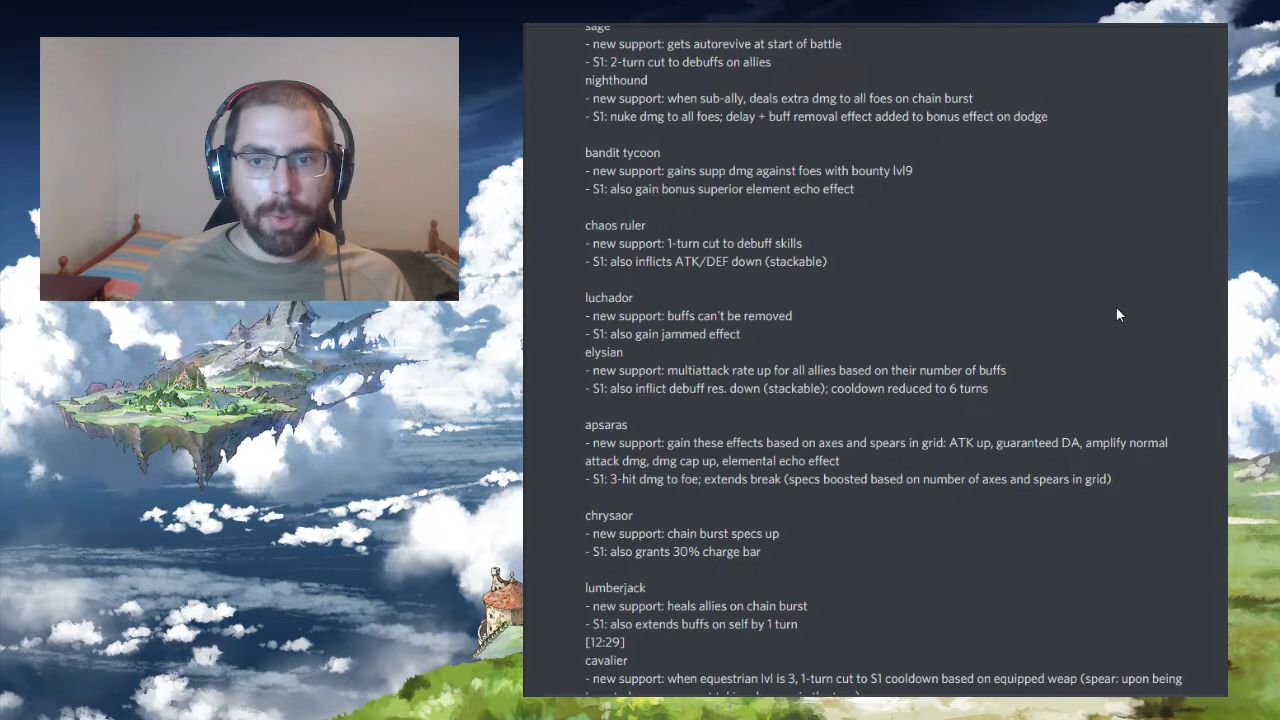 sage
- new support: gets autorevive at start of battle
- S1: 2-turn cut to debuffs on allies
nighthound
- new support: when sub-ally, deals extra dmg to all foes on chain burst
- S1: nuke dmg to all foes; delay + buff removal effect added to bonus effect on dodge
bandit tycoon
- new support: gains supp dmg against foes with bounty lvl9
- S1: also gain bonus superior element echo effect
chaos ruler
- new support: 1-turn cut to debuff skills
- S1: also inflicts ATK/DEF down (stackable)
luchador
- new support: buffs can't be removed
- S1: also gain jammed effect
elysian
- new support: multiattack rate up for all allies based on their number of buffs
- S1: also inflict debuff res. down (stackable); cooldown reduced to 6 turns
apsaras
- new support: gain these effects based on axes and spears in grid: ATK up, guaranteed DA, amplify normal
attack dmg, dmg cap up, elemental echo effect
- S1: 3-hit dmg to foe; extends break (specs boosted based on number of axes and spears in grid)
chrysaor
- new support: chain burst specs up
- S1: also grants 30% charge bar
lumberjack
- new support: heals allies on chain burst
- S1: also extends buffs on self by 1 turn
[12:29]
cavalier
- new support: when equestrian lvl is 3, 1-turn cut to S1 cooldown based on equipped weap (spear: upon being